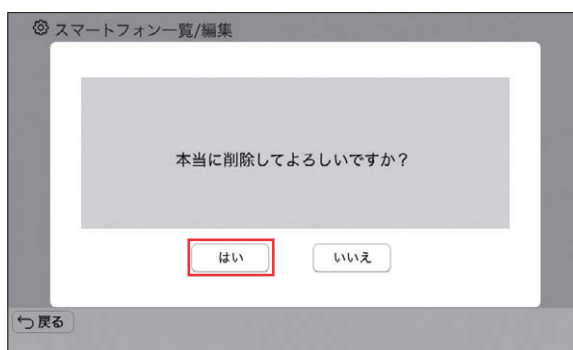 スマートフォン一覧/編集
本当に削除してよろしいですか？
はい
いいえ
戻る